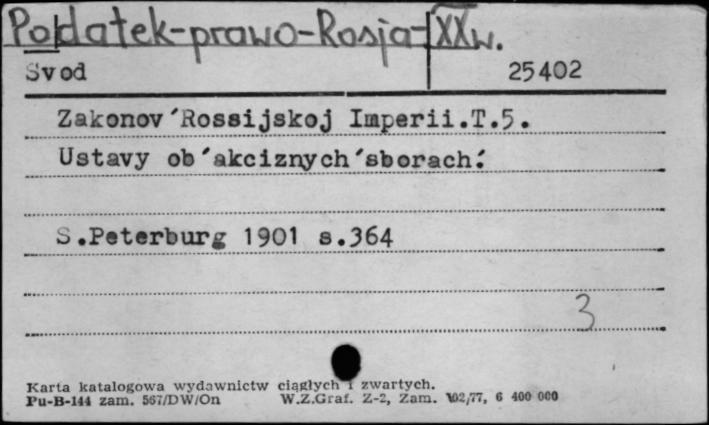 Podatek-prawo-Rosja-XXw.
Svod 25402
Zakonov'Rossijskoj Imperii.T.5.
Ustavy ob'akciznych'sborach'.
S.Peterburg 1901 s.364
3
Karta katalogowa wydawnictw ciągłych i zwartych.
Pu-B-144 zam. 567/DW/On W.Z.Graf. Z-2, Zam. 102/77, 6 400 000